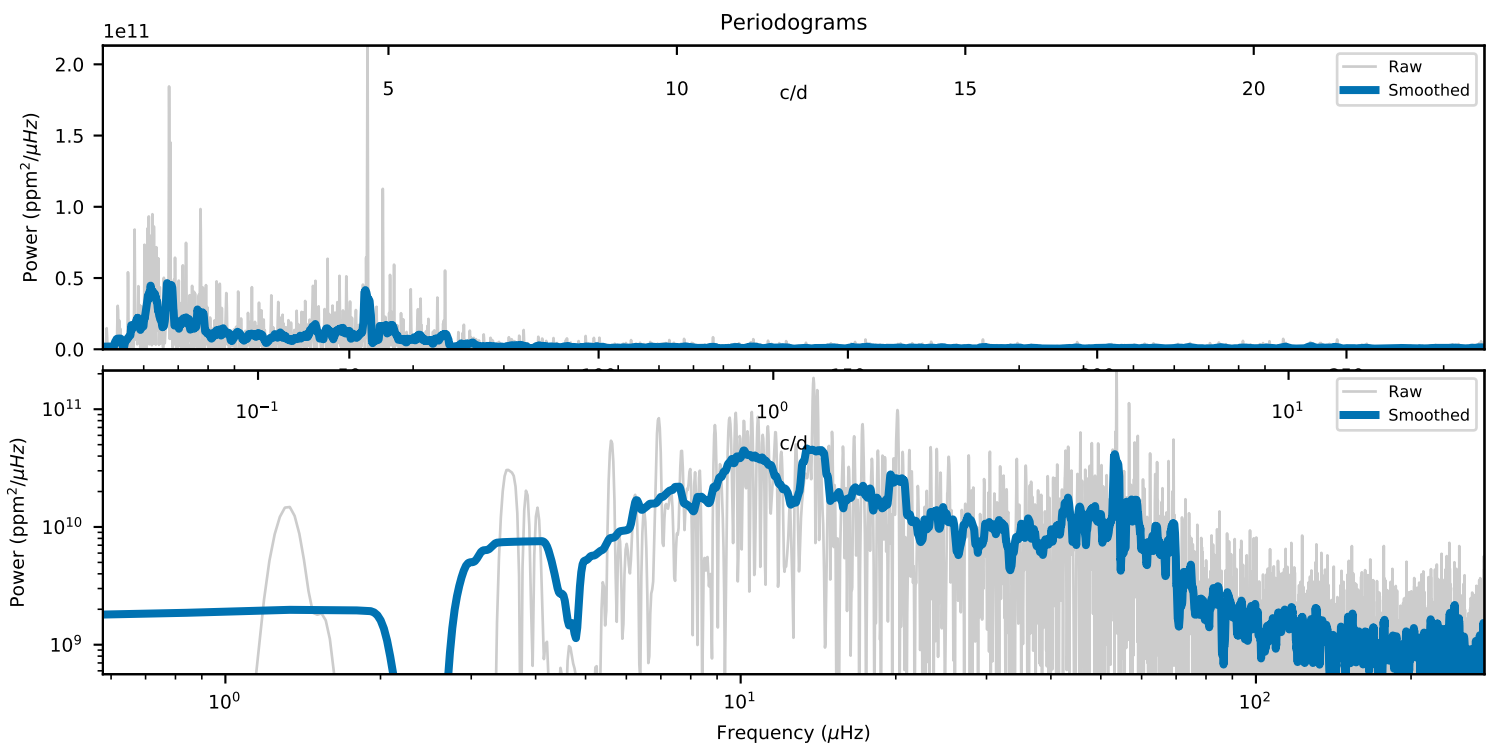 Periodograms
1e11
2.0
1.5
1.0
0.5
0.0
Power (ppm²/μHz)
5
10
15
20
c/d
Raw
Smoothed
10⁻¹
10⁰
10¹
c/d
Raw
Smoothed
10¹¹
10¹⁰
10⁹
Power (ppm²/μHz)
10⁰
10¹
10²
Frequency (μHz)